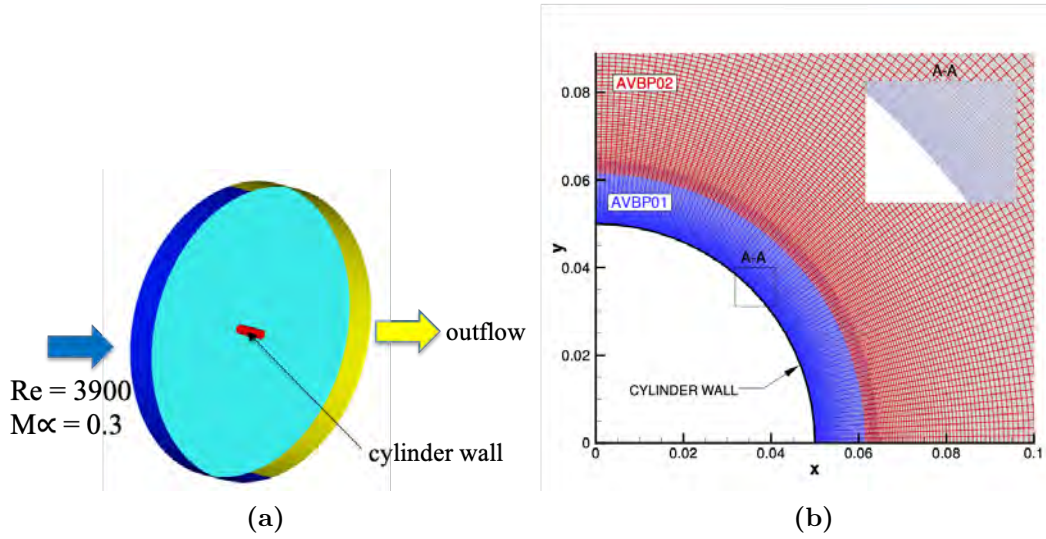 Re = 3900
M∝ = 0.3
outflow
cylinder wall
(a)
AVBP02
A-A
AVBP01
A-A
CYLINDER WALL
y
0.08
0.06
0.04
0.02
0
0
0.02
0.04
0.06
0.08
0.1
x
(b)